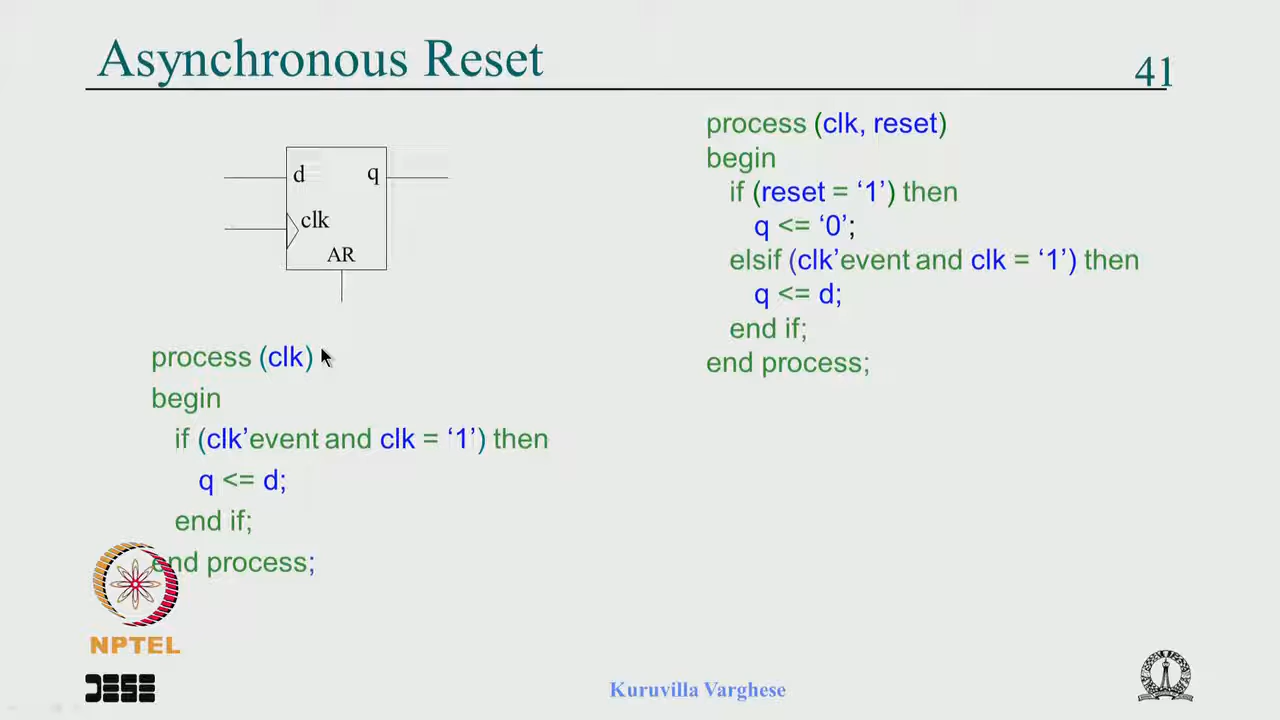 Asynchronous Reset
41
d
q
clk
AR
process (clk)
begin
if (clk’event and clk = ‘1’) then
q <= d;
end if;
end process;
process (clk, reset)
begin
if (reset = ‘1’) then
q <= ‘0’;
elsif (clk’event and clk = ‘1’) then
q <= d;
end if;
end process;
NPTEL
Kuruvilla Varghese